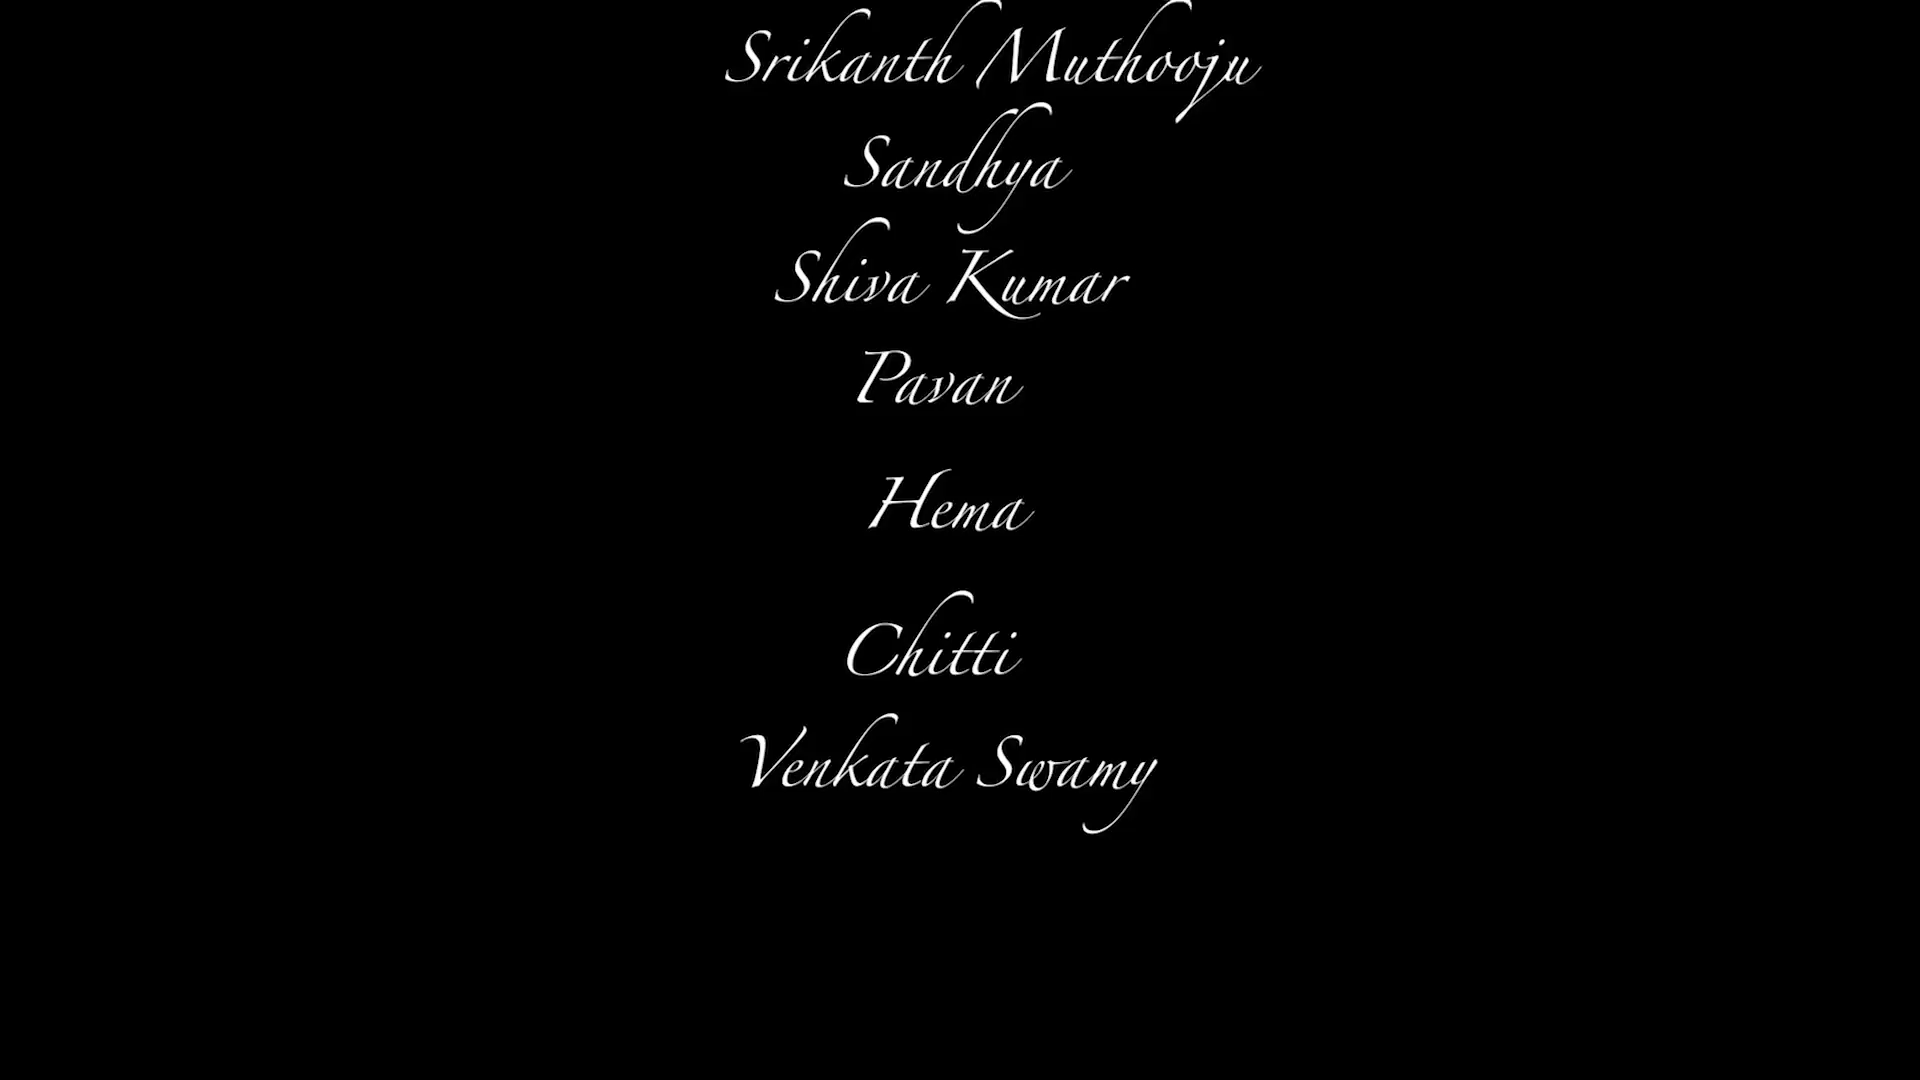 Srikanth Muthooju
Sandhya
Shiva Kumar
Pavan
Hema
Chitti
Venkata Swamy